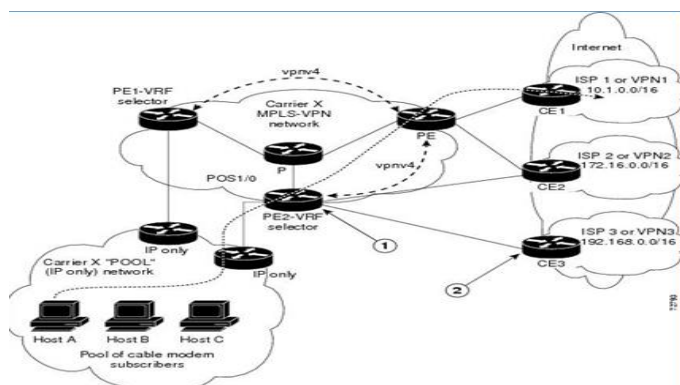 Internet
vpnv4
PE1-VRF
selector
Carrier X
MPLS-VPN
network
PE
ISP 1 or VPN1
10.1.0.0/16
CE1
P
vpnv4
POS1/0
PE2-VRF
selector
ISP 2 or VPN2
172.16.0.0/16
CE2
1
IP only
Carrier X "POOL"
(IP only) network
IP only
ISP 3 or VPN3
192.168.0.0/16
CE3
2
Host A
Host B
Host C
Pool of cable modem
subscribers